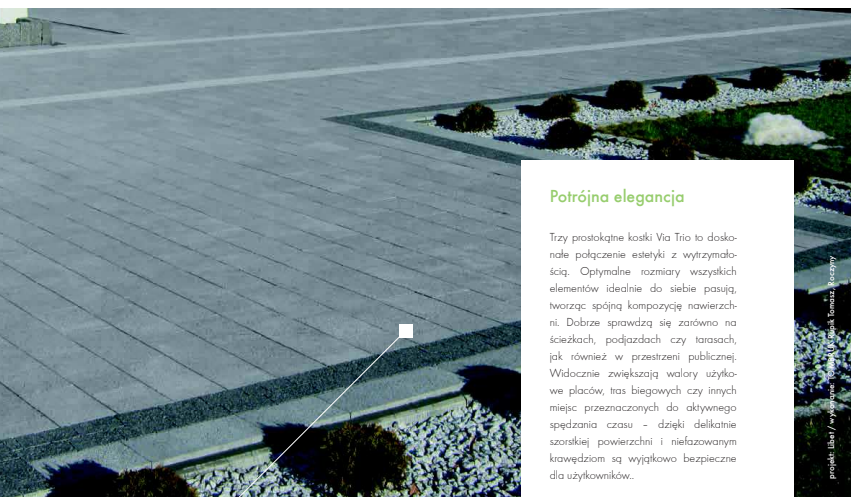 Potrójna elegancja
Trzy prostokątne kostki Via Trio to dosko-
nałe połączenie estetyki z wytrzymało-
ścią. Optymalne rozmiary wszystkich
elementów idealnie do siebie pasują,
tworząc spójną kompozycję nawierzch-
ni. Dobrze sprawdzą się zarówno na
ścieżkach, podjazdach czy tarasach,
jak również w przestrzeni publicznej.
Widocznie zwiększają walory użytko-
we placów, tras biegowych czy innych
miejsc przeznaczonych do aktywnego
spędzania czasu – dzięki delikatnie
szorstkiej powierzchni i niefazowanym
krawędziom są wyjątkowo bezpieczne
dla użytkowników..
projekt: Libet / wykonanie: Tomasz, Roczyny